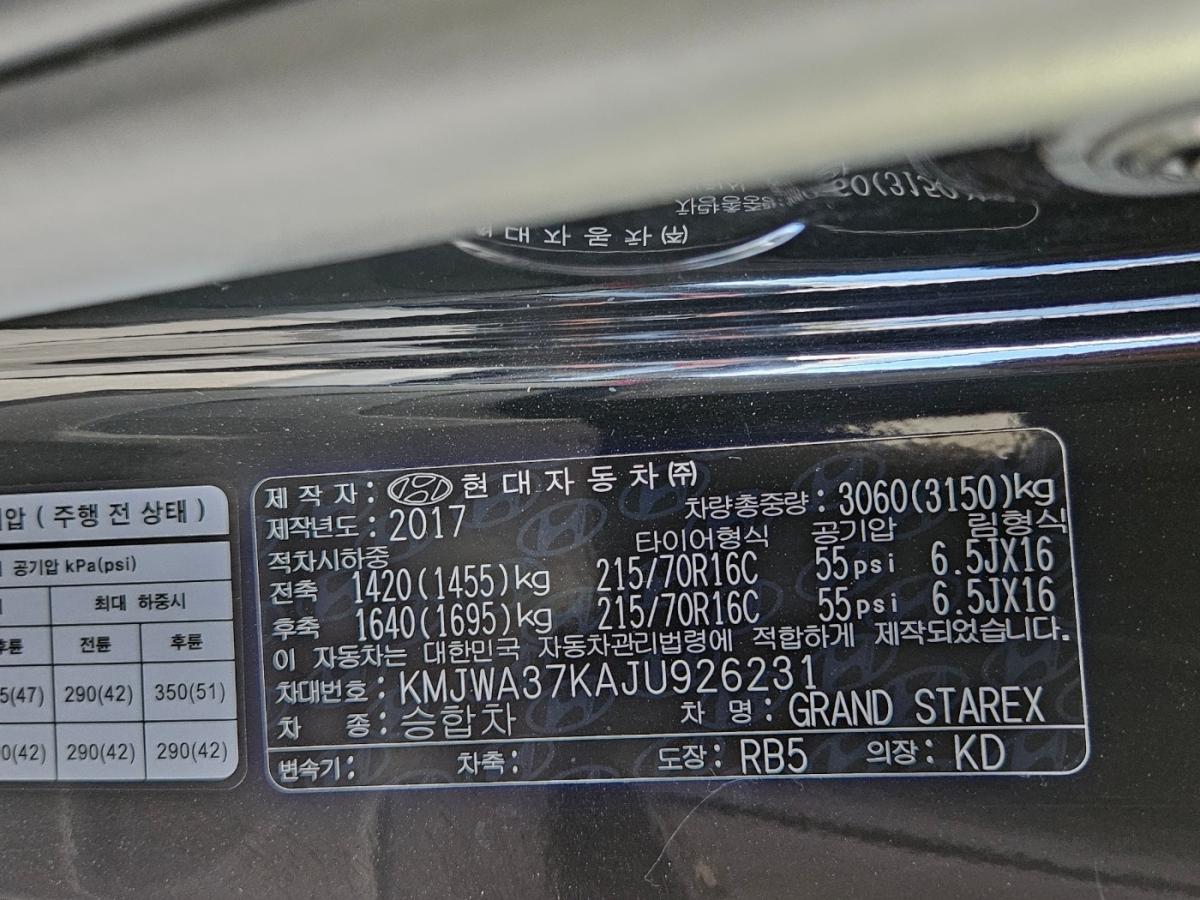 압 ( 주행 전 상태 )
공기압 kPa(psi)
최대 하중시
후륜 전륜 후륜
5(47) 290(42) 350(51)
0(42) 290(42) 290(42)
제 작 자 : 현 대 자 동 차 ㈜
제작년도 : 2017 차량총중량 : 3060(3150)kg
적차시하중 타이어형식 공기압 림형식
전축 1420(1455)kg 215/70R16C 55psi 6.5JX16
후축 1640(1695)kg 215/70R16C 55psi 6.5JX16
이 자동차는 대한민국 자동차관리법령에 적합하게 제작되었습니다.
차대번호 : KMJWA37KAJU926231
차 종 : 승합차 차 명 : GRAND STAREX
변속기 : 차축 : 도장 : RB5 의장 : KD